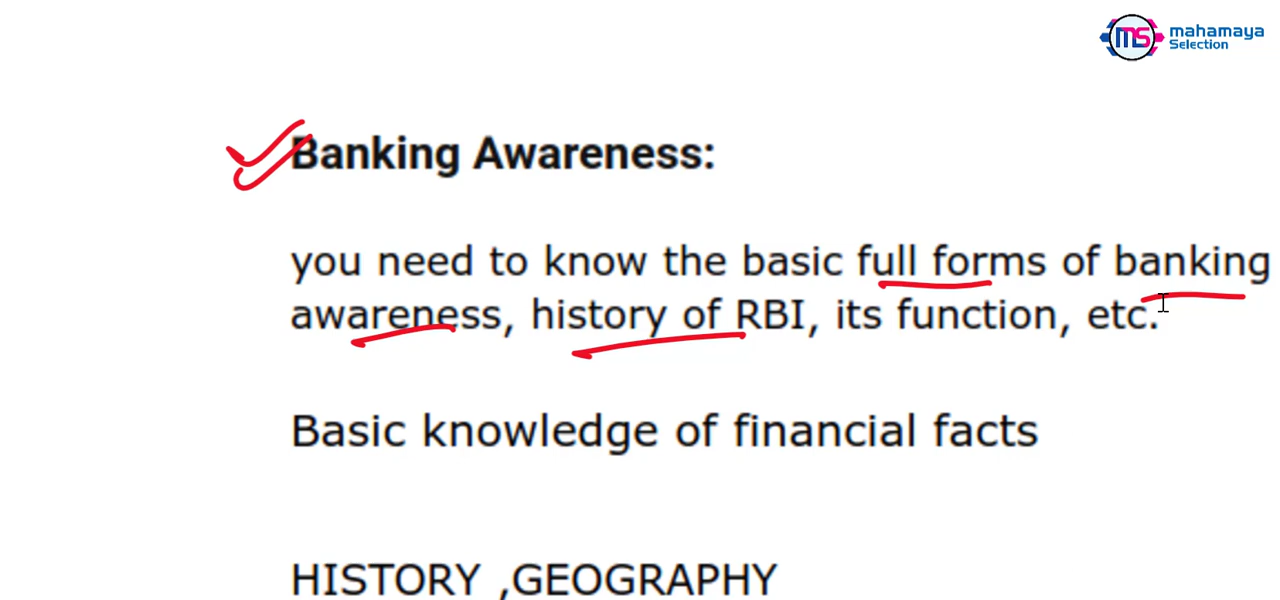 mahamaya
Selection
Banking Awareness:
you need to know the basic full forms of banking
awareness, history of RBI, its function, etc.
Basic knowledge of financial facts
HISTORY ,GEOGRAPHY